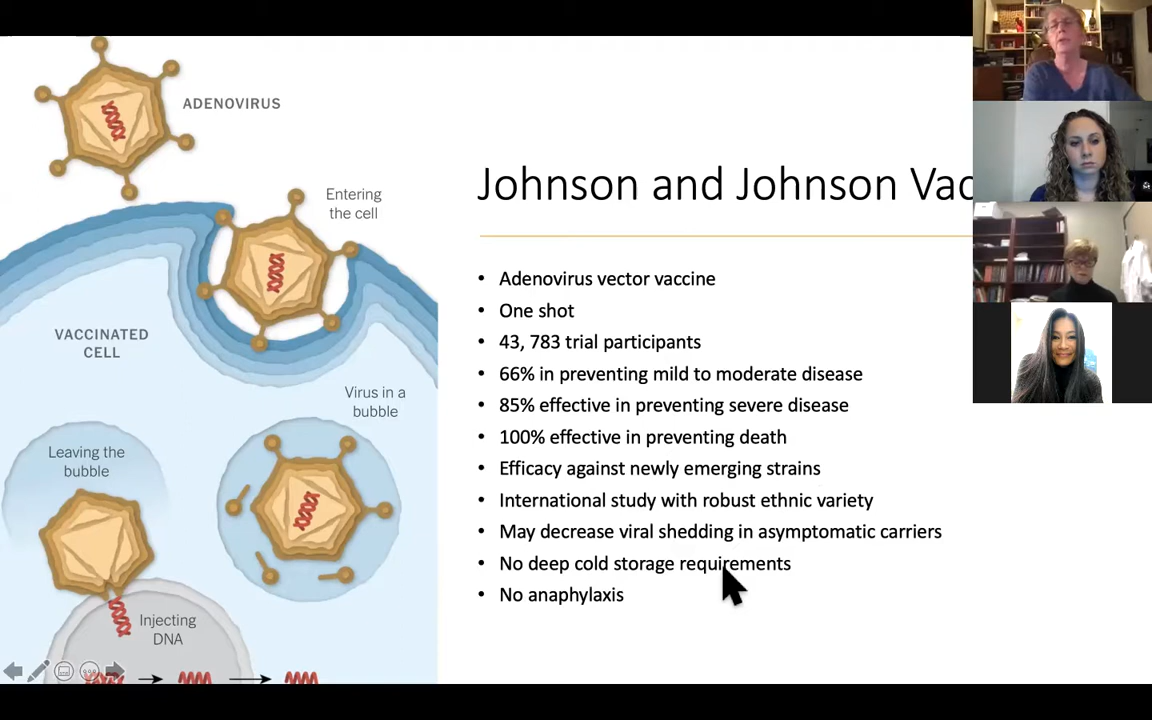 ADENOVIRUS
Entering
the cell
VACCINATED
CELL
Virus in a
bubble
Leaving the
bubble
Injecting
DNA
Johnson and Johnson Vac
• Adenovirus vector vaccine
• One shot
• 43, 783 trial participants
• 66% in preventing mild to moderate disease
• 85% effective in preventing severe disease
• 100% effective in preventing death
• Efficacy against newly emerging strains
• International study with robust ethnic variety
• May decrease viral shedding in asymptomatic carriers
• No deep cold storage requirements
• No anaphylaxis